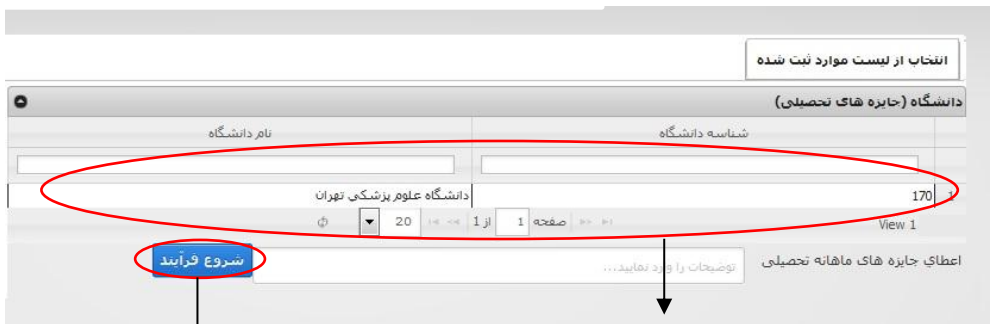 انتخاب از لیست موارد ثبت شده
دانشگاه (جایزه های تحصیلی)
شناسه دانشگاه نام دانشگاه
1 170 دانشگاه علوم پزشکی تهران
View 1 صفحه 1 از 1 20
اعطای جایزه های ماهانه تحصیلی توضیحات را وارد نمایید... شروع فرآیند